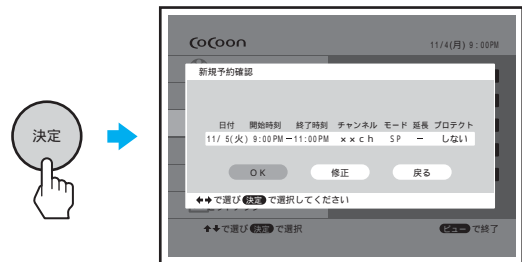 CoCoon
11/4(月) 9:00PM
新規予約確認
日付 開始時刻 終了時刻 チャンネル モード 延長 プロテクト
11/ 5(火) 9:00PM－11:00PM ××ch SP － しない
OK 修正 戻る
決定
←→で選び 決定 で選択してください
↑↓で選び 決定 で選択
ビュー で終了